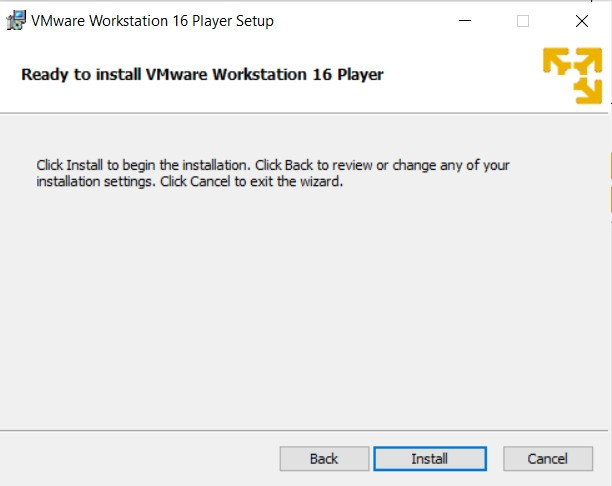 VMware Workstation 16 Player Setup
Ready to install VMware Workstation 16 Player
Click Install to begin the installation. Click Back to review or change any of your
installation settings. Click Cancel to exit the wizard.
Back Install Cancel